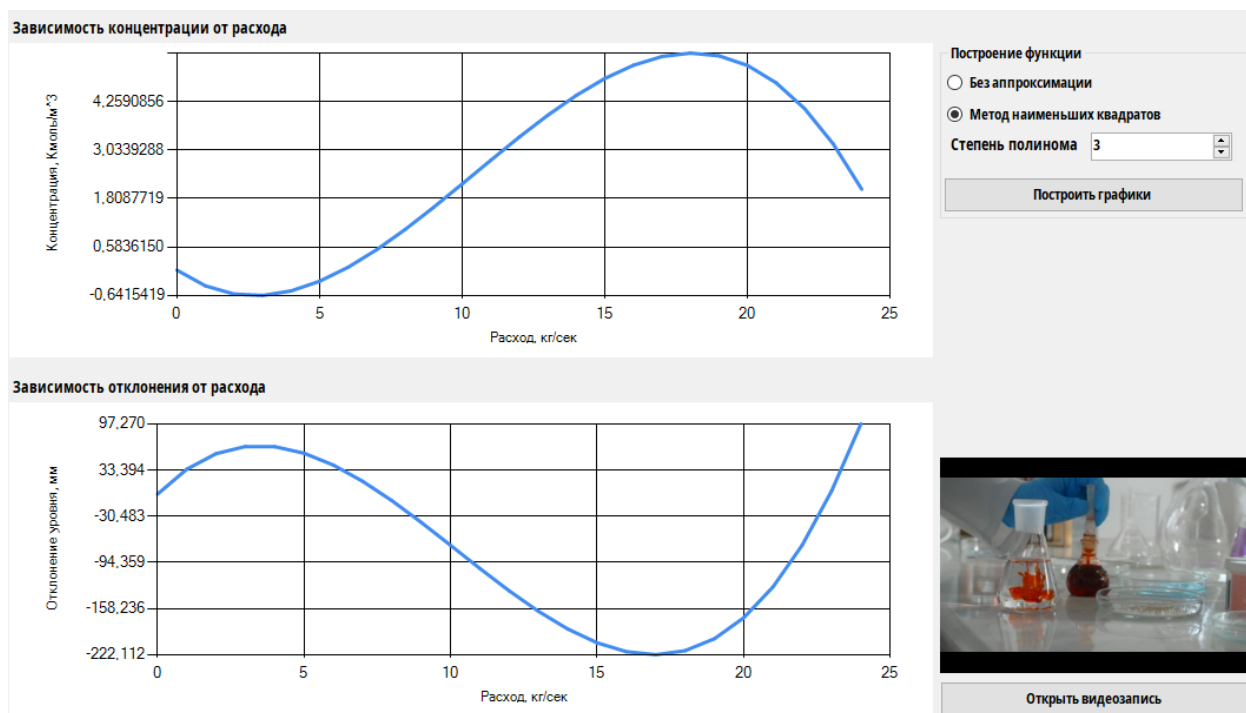 Зависимость концентрации от расхода
Концентрация, Кмоль/м^3
4,2590856
3,0339288
1,8087719
0,5836150
-0,6415419
0 5 10 15 20 25
Расход, кг/сек
Построение функции
Без аппроксимации
Метод наименьших квадратов
Степень полинома 3
Построить графики
Зависимость отклонения от расхода
Отклонение уровня, мм
97,270
33,394
-30,483
-94,359
-158,236
-222,112
0 5 10 15 20 25
Расход, кг/сек
Открыть видеозапись